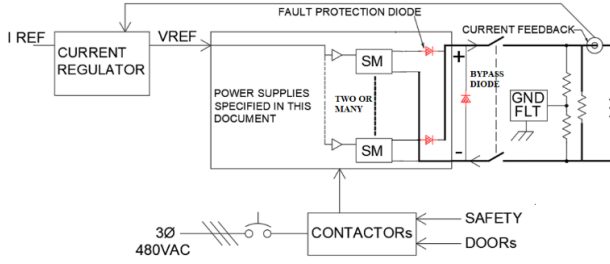 FAULT PROTECTION DIODE
CURRENT FEEDBACK
I REF
CURRENT
REGULATOR
VREF
POWER SUPPLIES
SPECIFIED IN THIS
DOCUMENT
SM
TWO OR
MANY
SM
+
-
BYPASS
DIODE
GND
FLT
3Ø
480VAC
CONTACTORs
SAFETY
DOORs